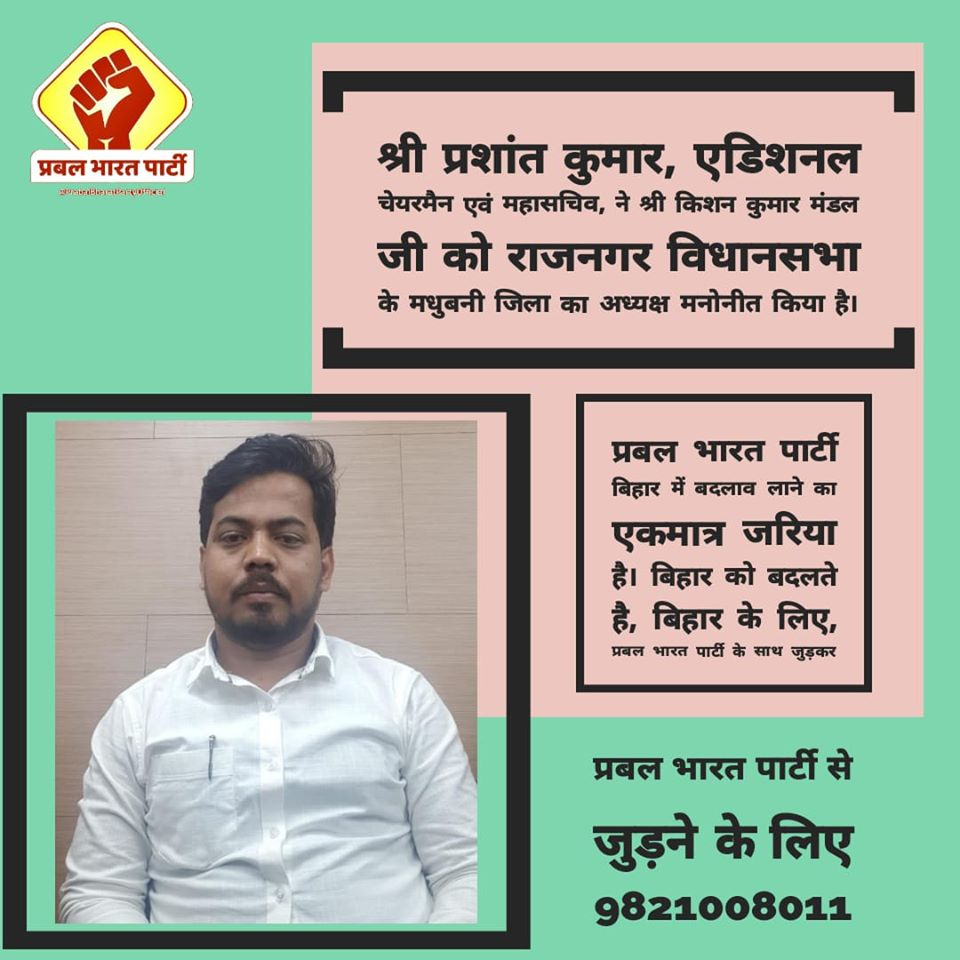 प्रबल भारत पार्टी
श्री प्रशांत कुमार, एडिशनल
चेयरमैन एवं महासचिव, ने श्री किशन कुमार मंडल
जी को राजनगर विधानसभा
के मधुबनी जिला का अध्यक्ष मनोनीत किया है।
प्रबल भारत पार्टी
बिहार में बदलाव लाने का
एकमात्र जरिया
है। बिहार को बदलते
है, बिहार के लिए,
प्रबल भारत पार्टी के साथ जुड़कर
प्रबल भारत पार्टी से
जुड़ने के लिए
9821008011